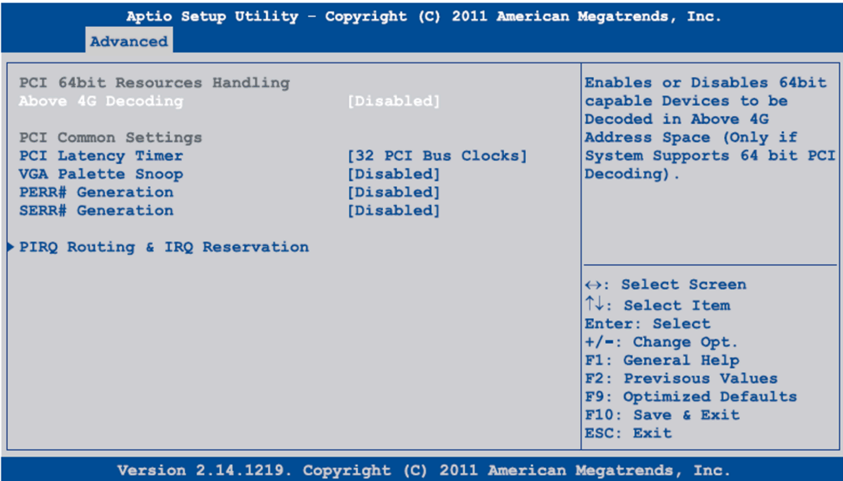 Aptio Setup Utility – Copyright (C) 2011 American Megatrends, Inc.
Advanced
PCI 64bit Resources Handling
Above 4G Decoding [Disabled]
PCI Common Settings
PCI Latency Timer [32 PCI Bus Clocks]
VGA Palette Snoop [Disabled]
PERR# Generation [Disabled]
SERR# Generation [Disabled]
PIRQ Routing & IRQ Reservation
Enables or Disables 64bit
capable Devices to be
Decoded in Above 4G
Address Space (Only if
System Supports 64 bit PCI
Decoding).
↔: Select Screen
↑↓: Select Item
Enter: Select
+/-: Change Opt.
F1: General Help
F2: Previsous Values
F9: Optimized Defaults
F10: Save & Exit
ESC: Exit
Version 2.14.1219. Copyright (C) 2011 American Megatrends, Inc.